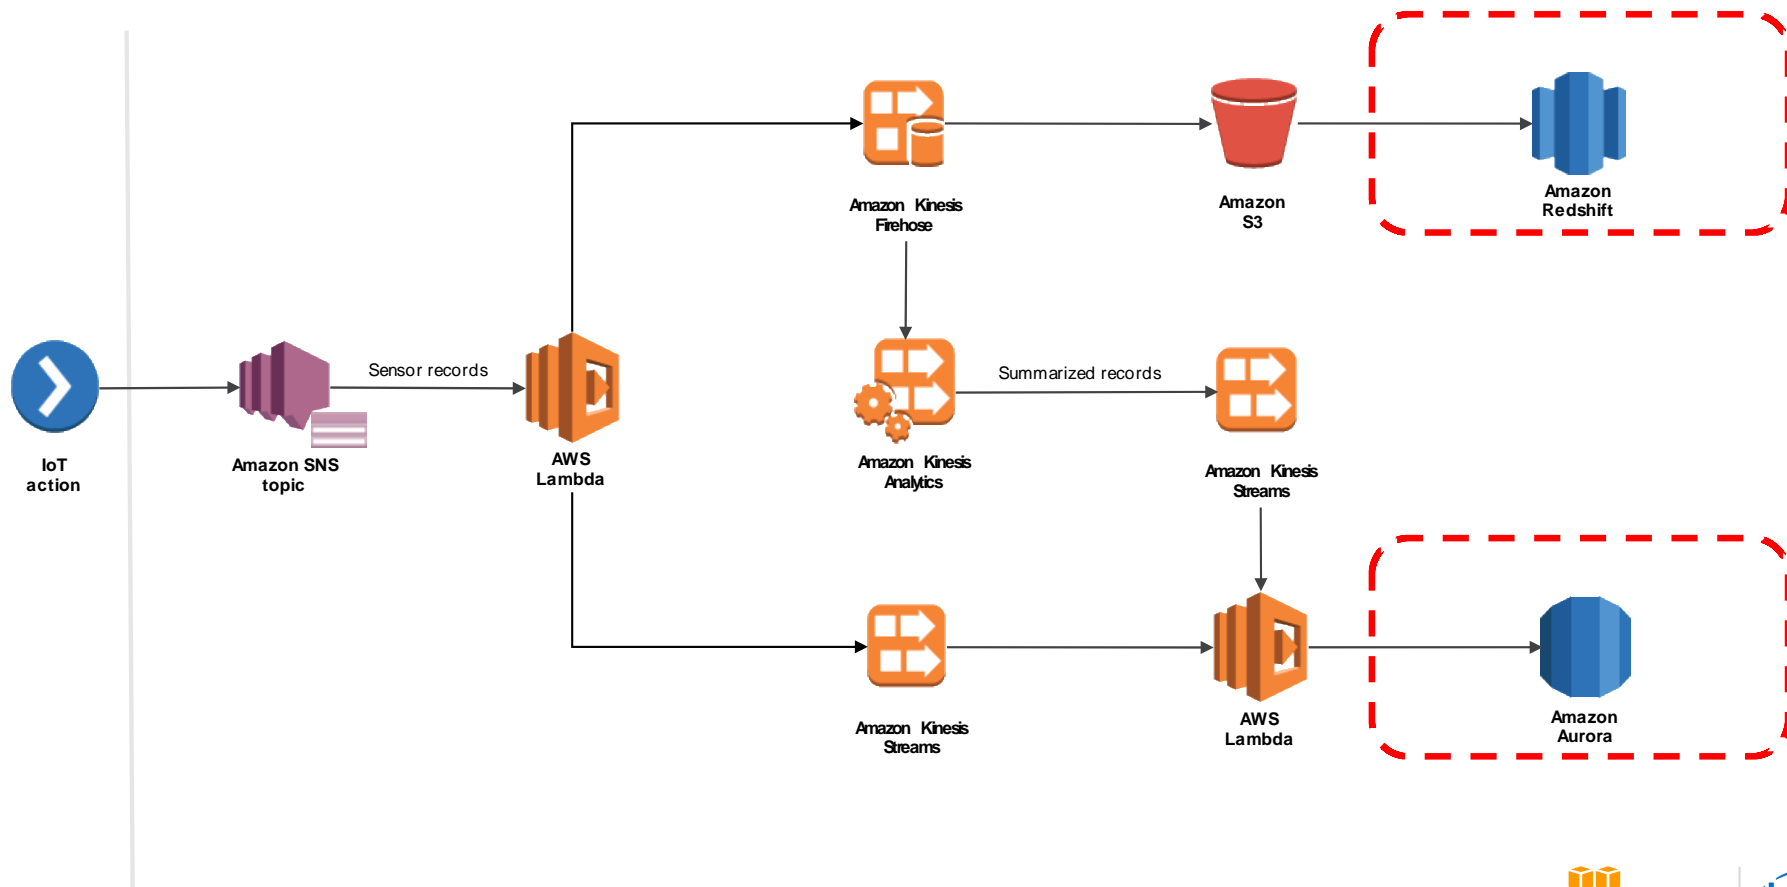 Amazon Kinesis
Firehose
Amazon
S3
Amazon
Redshift
Sensor records
Summarized records
IoT
action
Amazon SNS
topic
AWS
Lambda
Amazon Kinesis
Analytics
Amazon Kinesis
Streams
Amazon Kinesis
Streams
AWS
Lambda
Amazon
Aurora